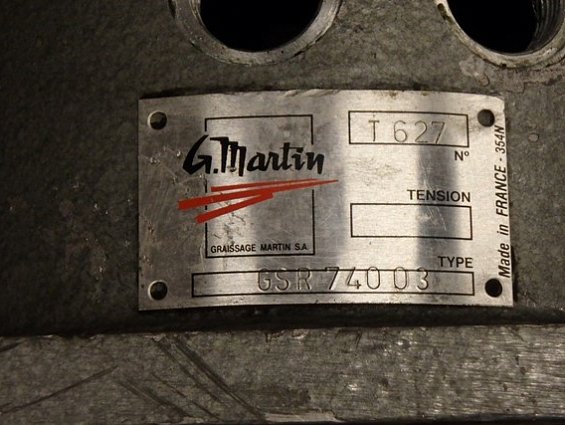 G.Martin
GRAISSAGE MARTIN S.A.
T 627
N°
TENSION
TYPE
GSR 740 03
Made in FRANCE - 354N